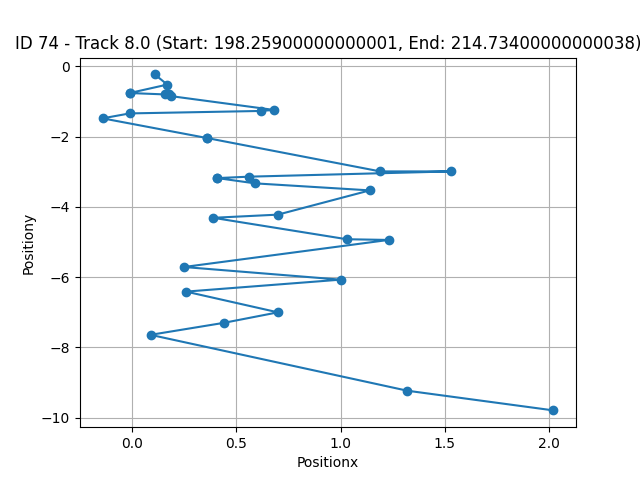 ID 74 - Track 8.0 (Start: 198.25900000000001, End: 214.73400000000038)
0
−2
−4
−6
−8
−10
Positiony
0.0 0.5 1.0 1.5 2.0
Positionx